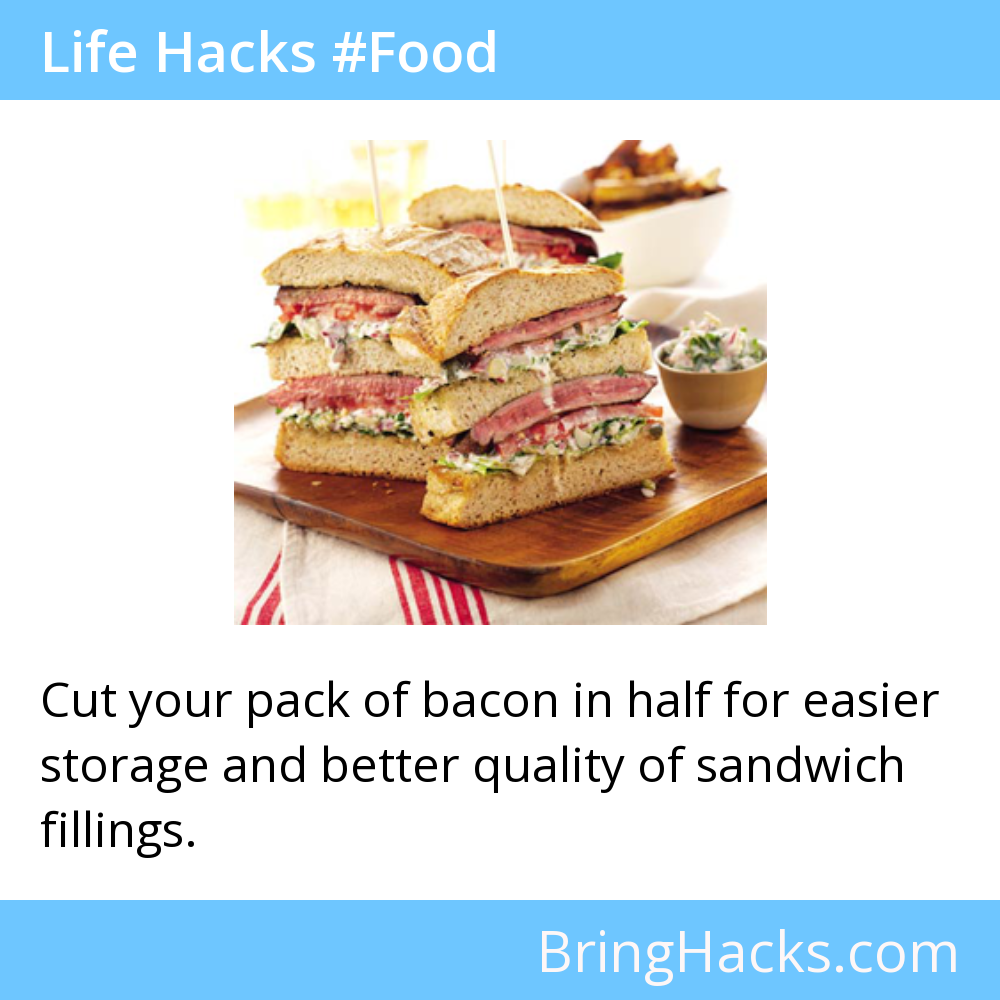 Life Hacks #Food
Cut your pack of bacon in half for easier
storage and better quality of sandwich
fillings.
BringHacks.com